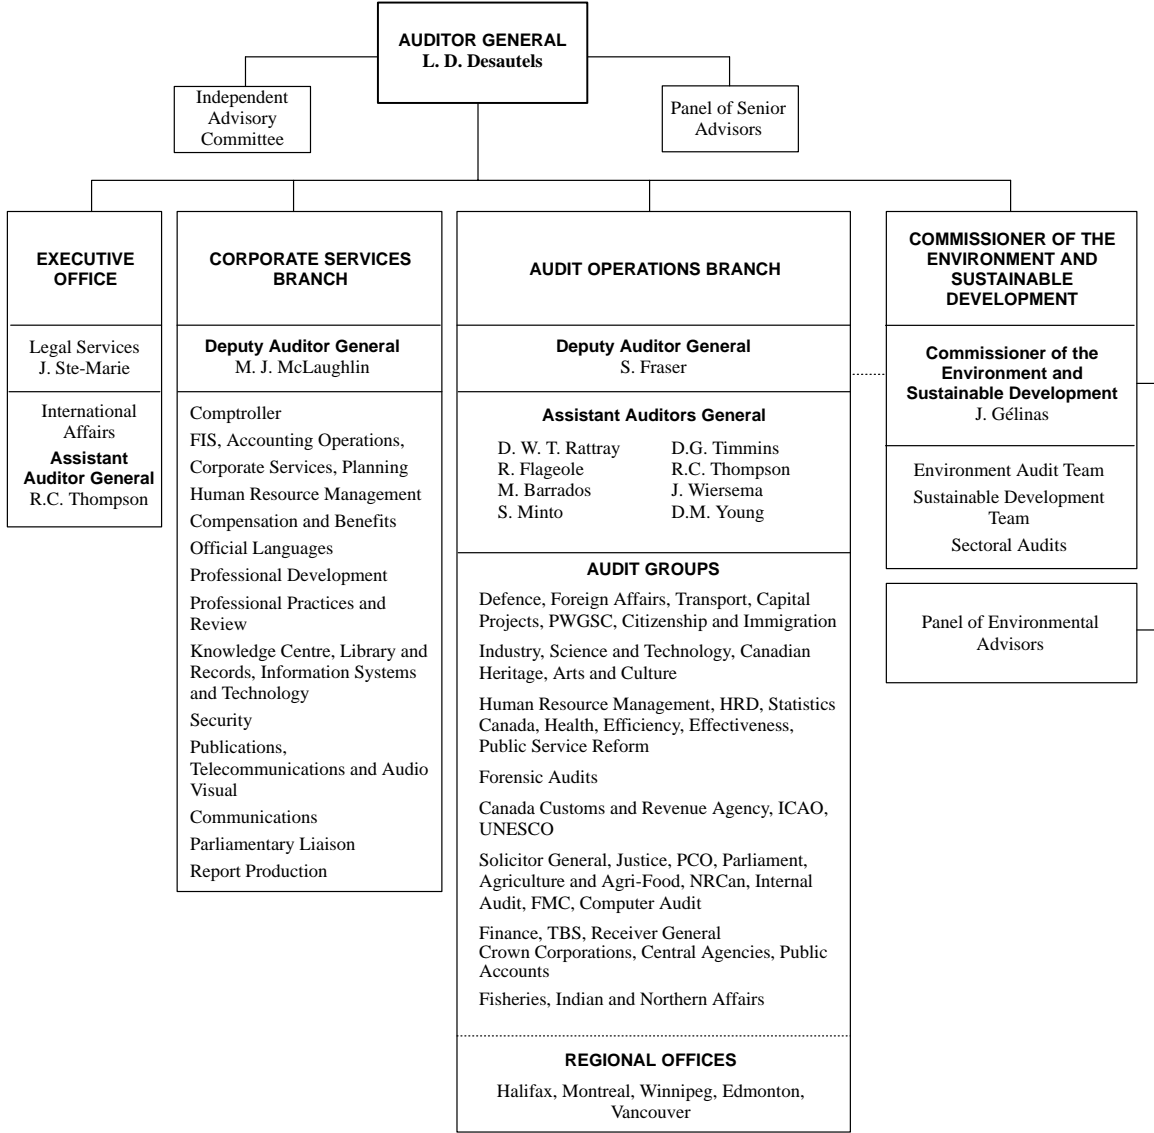 AUDITOR GENERAL
L. D. Desautels
Independent
Advisory
Committee
Panel of Senior
Advisors
EXECUTIVE
OFFICE
Legal Services
J. Ste-Marie
International
Affairs
Assistant
Auditor General
R.C. Thompson
CORPORATE SERVICES
BRANCH
Deputy Auditor General
M. J. McLaughlin
Comptroller
FIS, Accounting Operations,
Corporate Services, Planning
Human Resource Management
Compensation and Benefits
Official Languages
Professional Development
Professional Practices and
Review
Knowledge Centre, Library and
Records, Information Systems
and Technology
Security
Publications,
Telecommunications and Audio
Visual
Communications
Parliamentary Liaison
Report Production
AUDIT OPERATIONS BRANCH
Deputy Auditor General
S. Fraser
Assistant Auditors General
D. W. T. Rattray
R. Flageole
M. Barrados
S. Minto
D.G. Timmins
R.C. Thompson
J. Wiersema
D.M. Young
AUDIT GROUPS
Defence, Foreign Affairs, Transport, Capital
Projects, PWGSC, Citizenship and Immigration
Industry, Science and Technology, Canadian
Heritage, Arts and Culture
Human Resource Management, HRD, Statistics
Canada, Health, Efficiency, Effectiveness,
Public Service Reform
Forensic Audits
Canada Customs and Revenue Agency, ICAO,
UNESCO
Solicitor General, Justice, PCO, Parliament,
Agriculture and Agri-Food, NRCan, Internal
Audit, FMC, Computer Audit
Finance, TBS, Receiver General
Crown Corporations, Central Agencies, Public
Accounts
Fisheries, Indian and Northern Affairs
REGIONAL OFFICES
Halifax, Montreal, Winnipeg, Edmonton,
Vancouver
COMMISSIONER OF THE
ENVIRONMENT AND
SUSTAINABLE
DEVELOPMENT
Commissioner of the
Environment and
Sustainable Development
J. Gélinas
Environment Audit Team
Sustainable Development
Team
Sectoral Audits
Panel of Environmental
Advisors